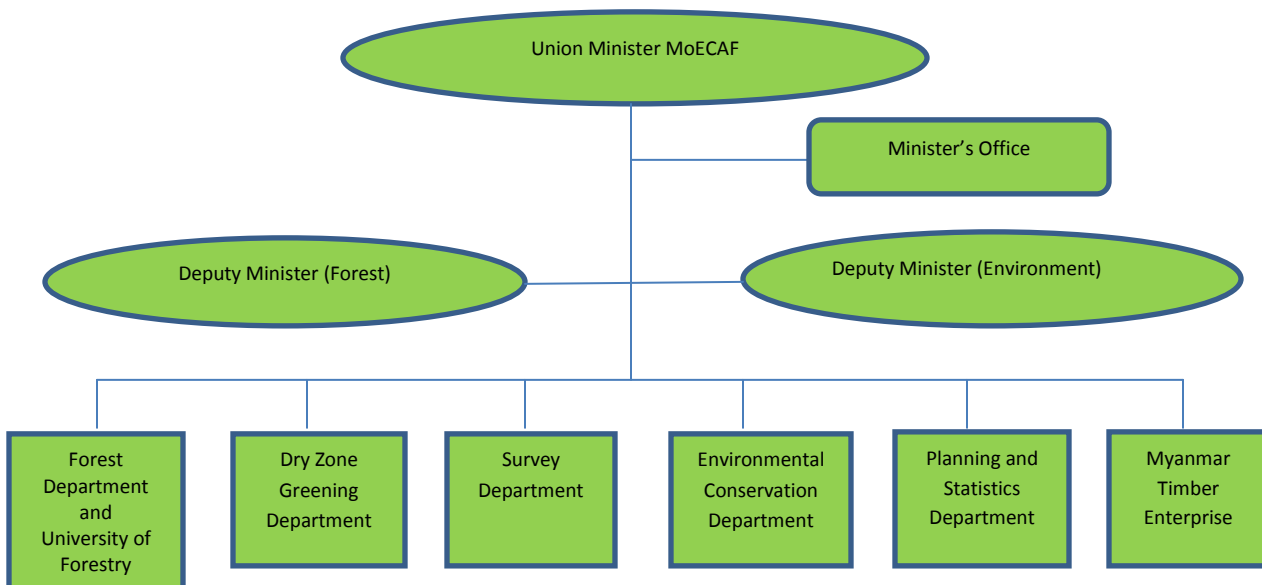 Union Minister MoECAF
Minister’s Office
Deputy Minister (Forest)
Deputy Minister (Environment)
Forest
Department
and
University of
Forestry
Dry Zone
Greening
Department
Survey
Department
Environmental
Conservation
Department
Planning and
Statistics
Department
Myanmar
Timber
Enterprise